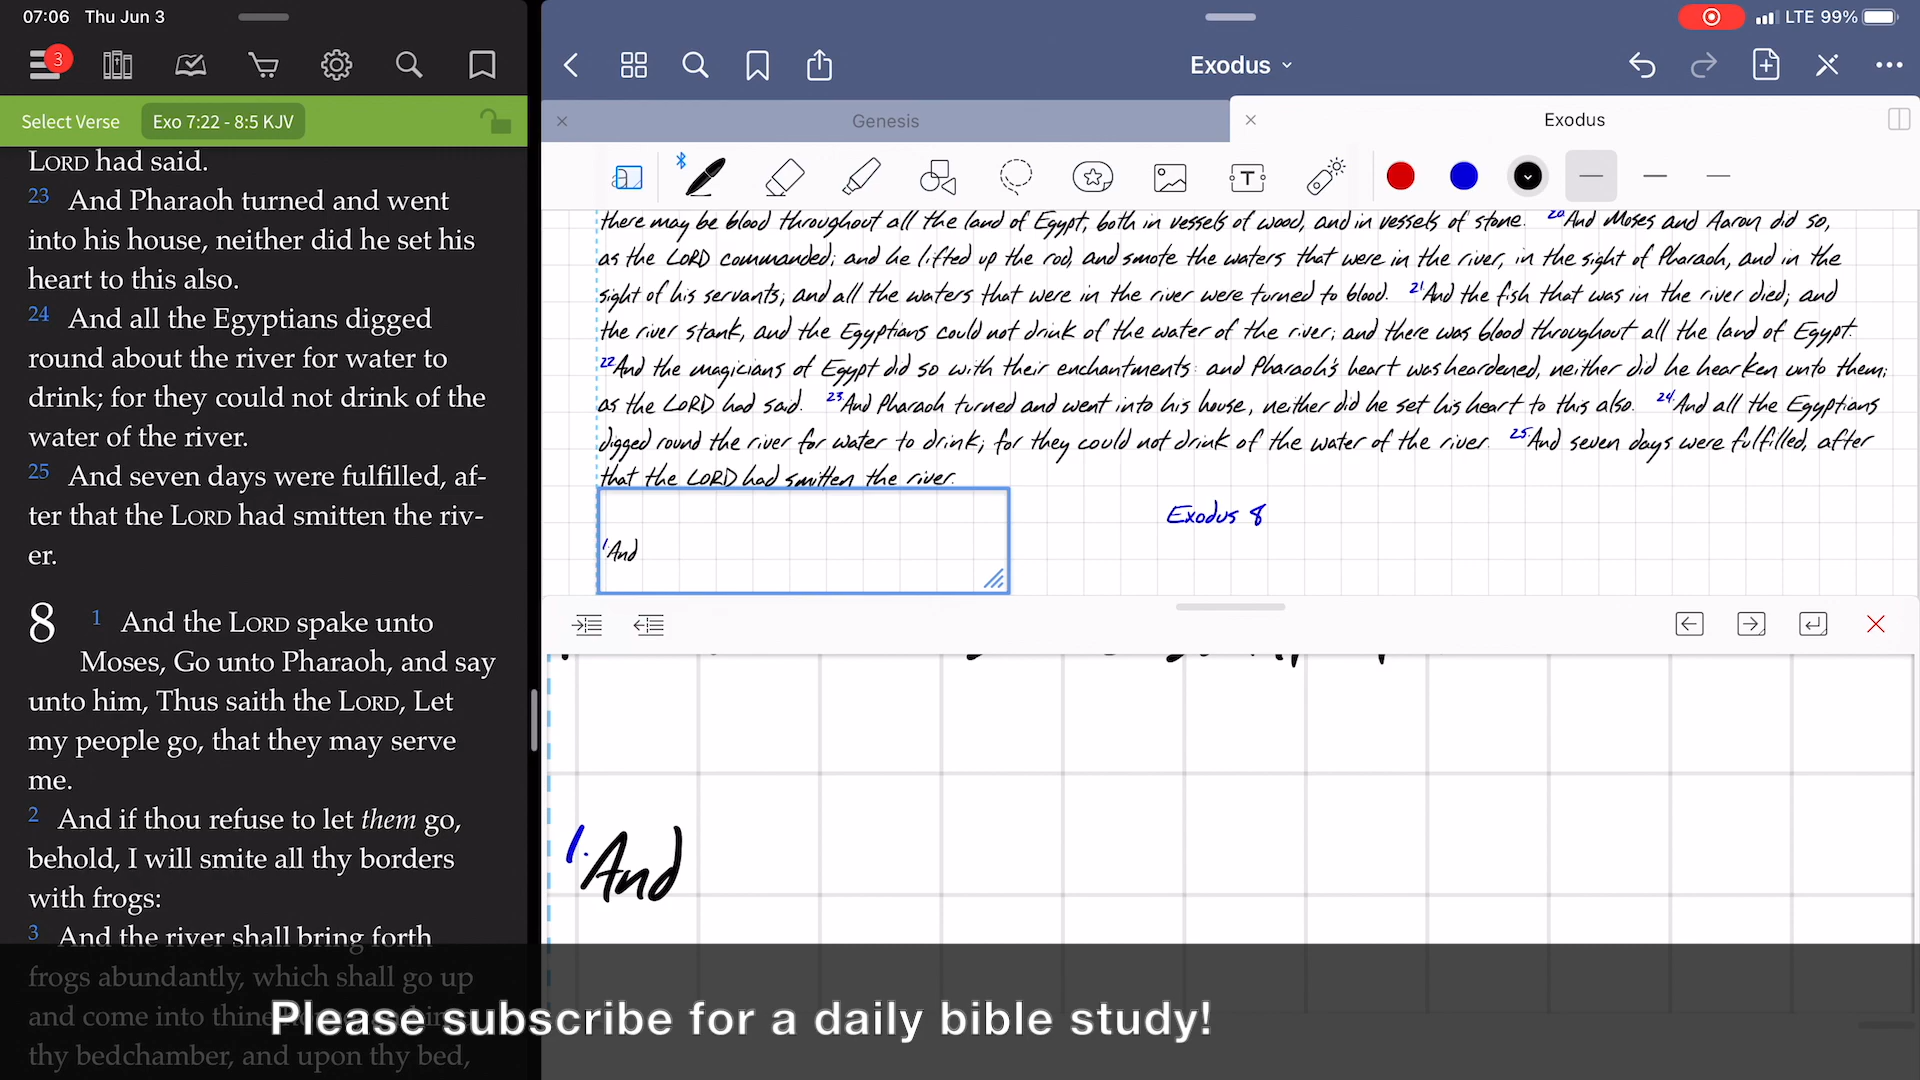 07:06 Thu Jun 3
3
Select Verse Exo 7:22 - 8:5 KJV
LORD had said.
23 And Pharaoh turned and went
into his house, neither did he set his
heart to this also.
24 And all the Egyptians digged
round about the river for water to
drink; for they could not drink of the
water of the river.
25 And seven days were fulfilled, af-
ter that the LORD had smitten the riv-
er.
8 1 And the LORD spake unto
Moses, Go unto Pharaoh, and say
unto him, Thus saith the LORD, Let
my people go, that they may serve
me.
2 And if thou refuse to let them go,
behold, I will smite all thy borders
with frogs:
3 And the river shall bring forth
frogs abundantly, which shall go up
and come into thine
thy bedchamber, and upon thy bed,
LTE 99%
Exodus
Genesis
Exodus
T
there may be blood throughout all the land of Egypt, both in vessels of wood, and in vessels of stone. 20.And Moses and Aaron did so,
as the LORD commanded; and he lifted up the rod, and smote the waters that were in the river, in the sight of Pharaoh, and in the
sight of his servants; and all the waters that were in the river were turned to blood. 21.And the fish that was in the river died; and
the river stank, and the Egyptians could not drink of the water of the river; and there was blood throughout all the land of Egypt.
22.And the magicians of Egypt did so with their enchantments: and Pharaoh's heart was heardened, neither did he hearken unto them;
as the LORD had said. 23.And Pharaoh turned and went into his house, neither did he set his heart to this also. 24.And all the Egyptians
digged round the river for water to drink; for they could not drink of the water of the river. 25.And seven days were fulfilled, after
that the LORD had smitten the river.
Exodus 8
1.And
1.And
Please subscribe for a daily bible study!